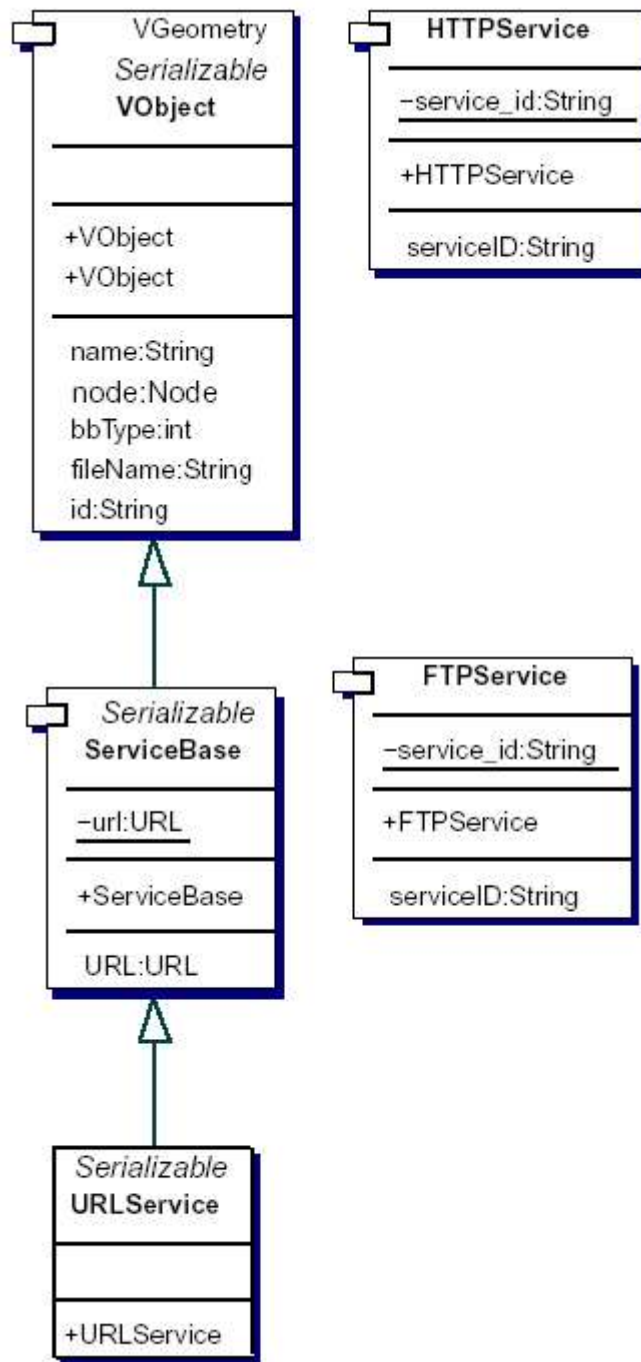 VGeometry
Serializable
VObject
+VObject
+VObject
name:String
node:Node
bbType:int
fileName:String
id:String
HTTPService
−service_id:String
+HTTPService
serviceID:String
Serializable
ServiceBase
−url:URL
+ServiceBase
URL:URL
FTPService
−service_id:String
+FTPService
serviceID:String
Serializable
URLService
+URLService